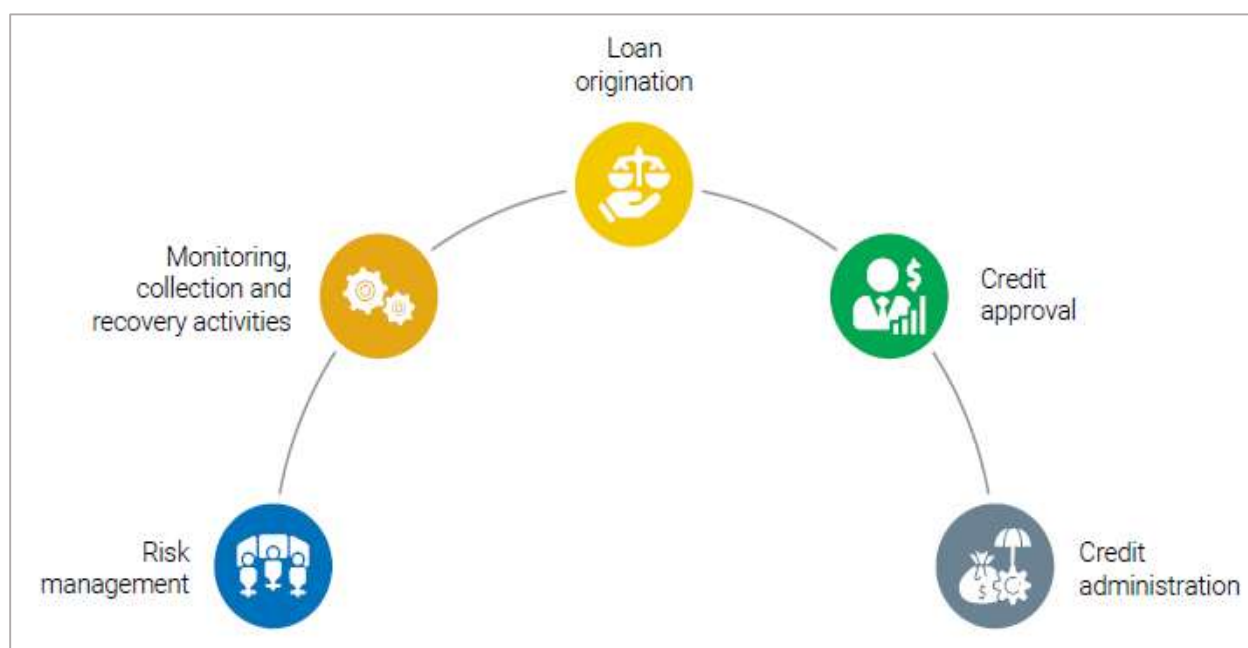 Loan
origination
Monitoring,
collection and
recovery activities
Credit
approval
Risk
management
Credit
administration